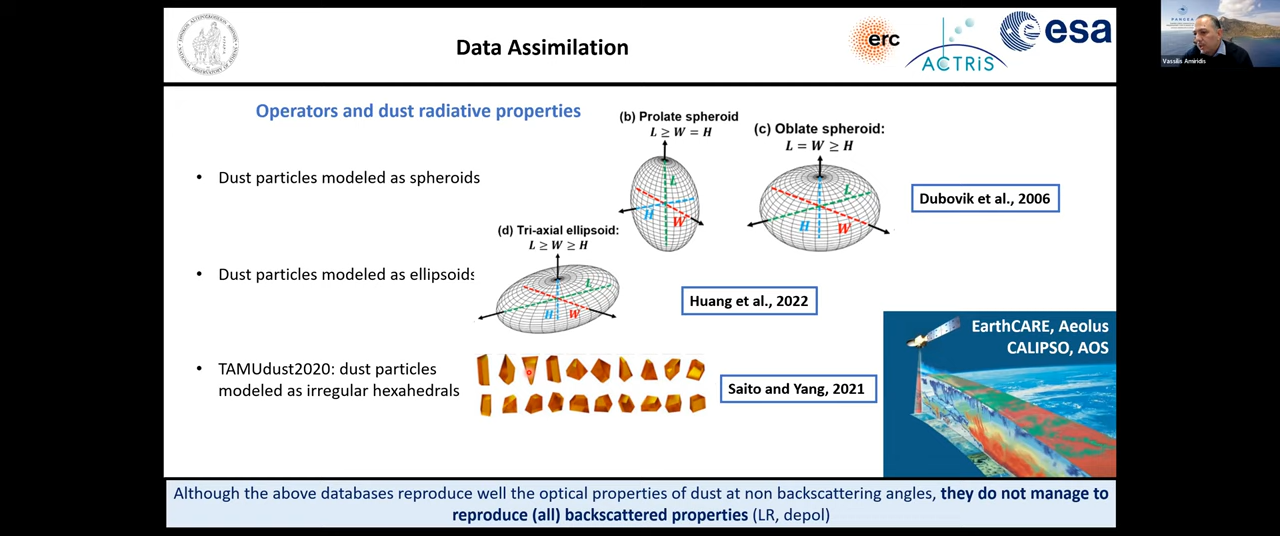 Data Assimilation
erc
ACTRiS
esa
PANGEA
Vassilis Amiridis
Operators and dust radiative properties
(b) Prolate spheroid
L ≥ W = H
(c) Oblate spheroid:
L = W ≥ H
• Dust particles modeled as spheroids
L
H
W
L
H
W
Dubovik et al., 2006
(d) Tri-axial ellipsoid:
L ≥ W ≥ H
• Dust particles modeled as ellipsoids
L
H
W
Huang et al., 2022
EarthCARE, Aeolus
CALIPSO, AOS
• TAMUdust2020: dust particles
modeled as irregular hexahedrals
Saito and Yang, 2021
Although the above databases reproduce well the optical properties of dust at non backscattering angles, they do not manage to
reproduce (all) backscattered properties (LR, depol)